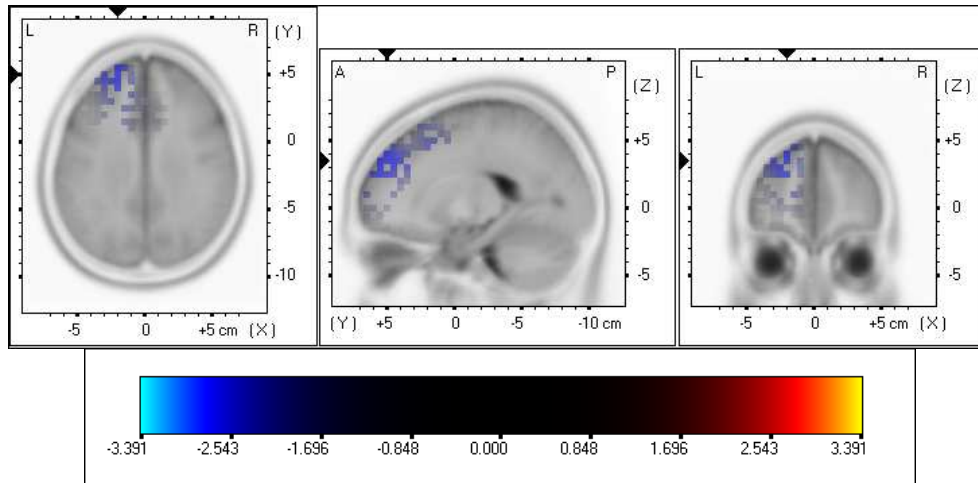 L R (Y)
+5
0
-5
-10
-5 0 +5 cm (X)
A P
(Z)
+5
0
-5
(Y) +5 0 -5 -10 cm
L R
(Z)
+5
0
-5
-5 0 +5 cm (X)
-3.391 -2.543 -1.696 -0.848 0.000 0.848 1.696 2.543 3.391